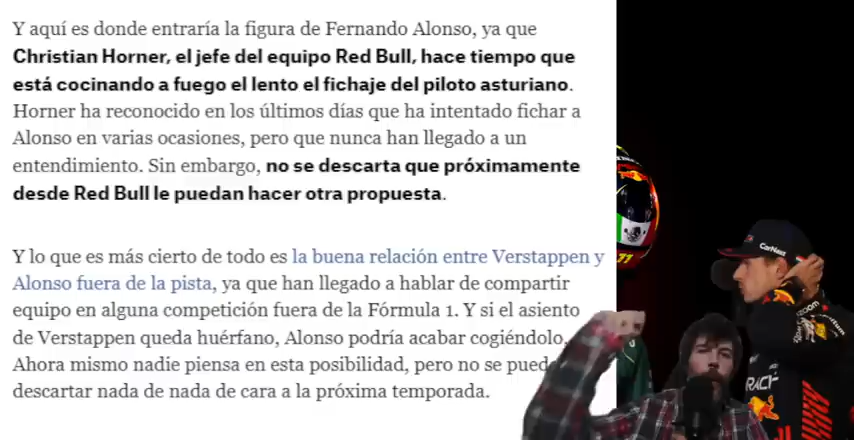 Y aquí es donde entraría la figura de Fernando Alonso, ya que
Christian Horner, el jefe del equipo Red Bull, hace tiempo que
está cocinando a fuego el lento el fichaje del piloto asturiano.
Horner ha reconocido en los últimos días que ha intentado fichar a
Alonso en varias ocasiones, pero que nunca han llegado a un
entendimiento. Sin embargo, no se descarta que próximamente
desde Red Bull le puedan hacer otra propuesta.
Y lo que es más cierto de todo es la buena relación entre Verstappen y
Alonso fuera de la pista, ya que han llegado a hablar de compartir
equipo en alguna competición fuera de la Fórmula 1. Y si el asiento
de Verstappen queda huérfano, Alonso podría acabar cogiéndolo.
Ahora mismo nadie piensa en esta posibilidad, pero no se pued
descartar nada de nada de cara a la próxima temporada.
11
CarNext
zoom
RAC